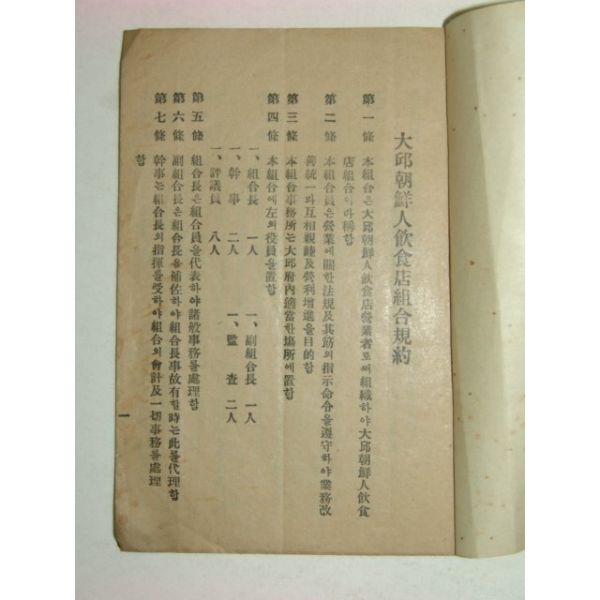 大邱朝鮮人飮食店組合規約
第一條 本組合은大邱朝鮮人飮食店營業者로써組織하야大邱朝鮮人飮食
店組合이라稱함
第二條 本組合員은營業에關한法規及其筋의指示命令을遵守하야業務改
善統一과互相親睦及營利增進을目的함
第三條 本組合事務所는大邱府內適當한塲所에置함
第四條 本組合에左의役員을置함
一、組合長 一人 一、副組合長 一人
一、幹事 二人 一、監査 二人
一、評議員 八人
第五條 組合長은組合員을代表하야諸般事務를處理함
第六條 副組合長은組合長을補佐하야組合長事故有할時는此를代理함
第七條 幹事는組合長의指揮를受하야組合의會計及一切事務를處理
함
一